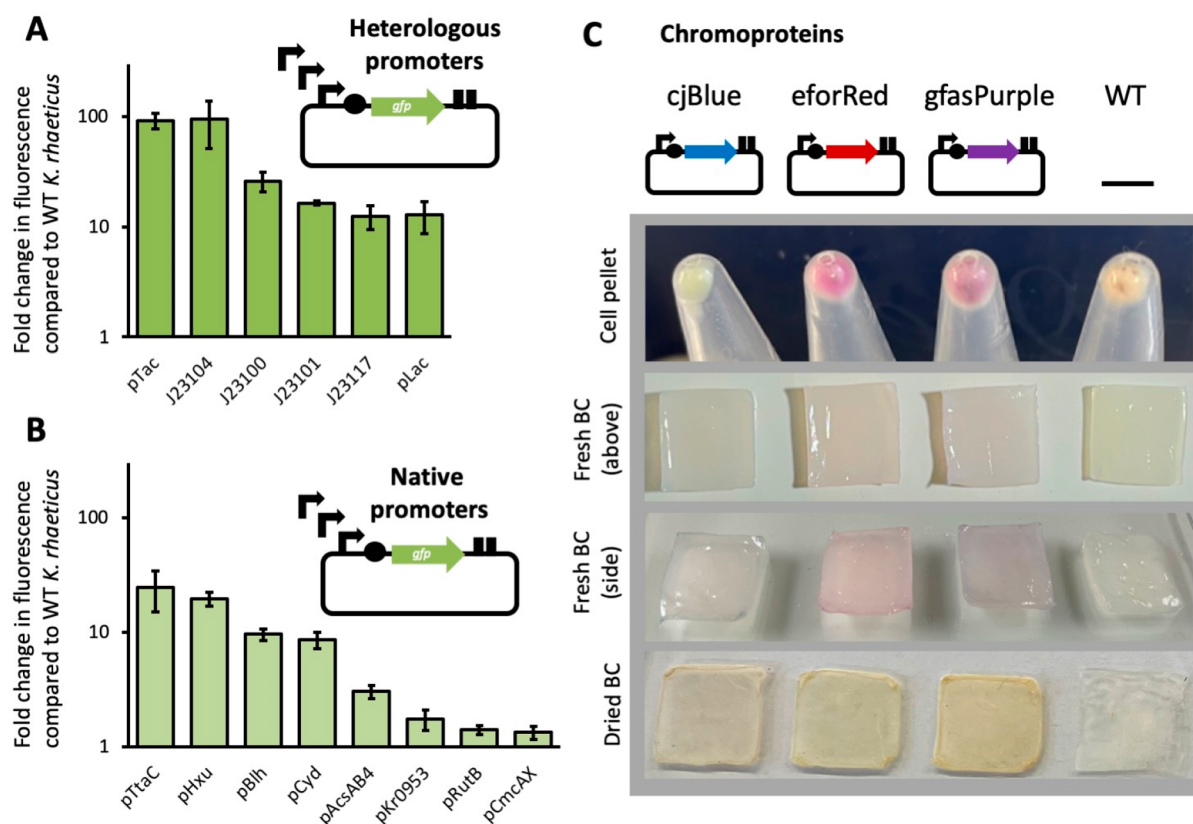 A
Heterologous
promoters
gfp
Fold change in fluorescence
compared to WT K. rhaeticus
100
10
1
pTac
J23104
J23100
J23101
J23117
pLac
B
Native
promoters
gfp
Fold change in fluorescence
compared to WT K. rhaeticus
100
10
1
pTtaC
pHxu
pBlh
pCyd
pAcsAB4
pKr0953
pRutB
pCmcAX
C
Chromoproteins
cjBlue eforRed gfasPurple WT
Cell pellet
Fresh BC
(above)
Fresh BC
(side)
Dried BC